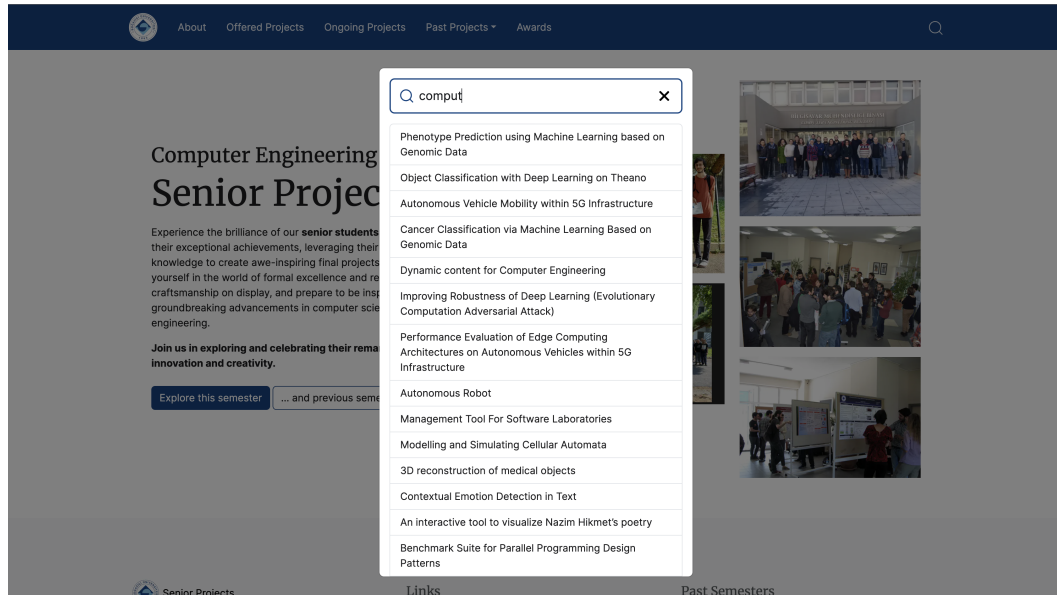 About
Offered Projects
Ongoing Projects
Past Projects
Awards
comput
Phenotype Prediction using Machine Learning based on
Genomic Data
Object Classification with Deep Learning on Theano
Autonomous Vehicle Mobility within 5G Infrastructure
Cancer Classification via Machine Learning Based on
Genomic Data
Dynamic content for Computer Engineering
Improving Robustness of Deep Learning (Evolutionary
Computation Adversarial Attack)
Performance Evaluation of Edge Computing
Architectures on Autonomous Vehicles within 5G
Infrastructure
Autonomous Robot
Management Tool For Software Laboratories
Modelling and Simulating Cellular Automata
3D reconstruction of medical objects
Contextual Emotion Detection in Text
An interactive tool to visualize Nazim Hikmet's poetry
Benchmark Suite for Parallel Programming Design
Patterns
Computer Engineering
Senior Projec
Experience the brilliance of our senior students
their exceptional achievements, leveraging their
knowledge to create awe-inspiring final projects
yourself in the world of formal excellence and re
craftsmanship on display, and prepare to be insp
groundbreaking advancements in computer scie
engineering.
Join us in exploring and celebrating their rema
innovation and creativity.
Explore this semester
... and previous seme
Senior Projects
Links
Past Semesters